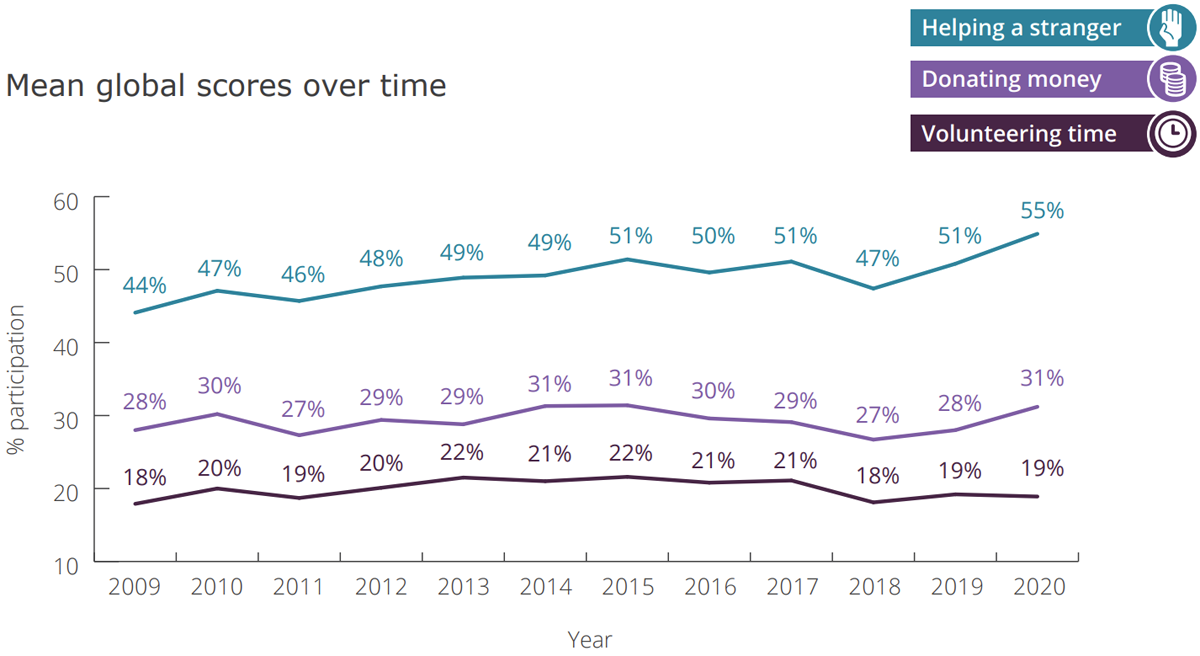 Helping a stranger
Donating money
Volunteering time
Mean global scores over time
% participation
60
50
40
30
20
10
44% 47% 46% 48% 49% 49% 51% 50% 51% 47% 51% 55%
28% 30% 27% 29% 29% 31% 31% 30% 29% 27% 28% 31%
18% 20% 19% 20% 22% 21% 22% 21% 21% 18% 19% 19%
2009 2010 2011 2012 2013 2014 2015 2016 2017 2018 2019 2020
Year